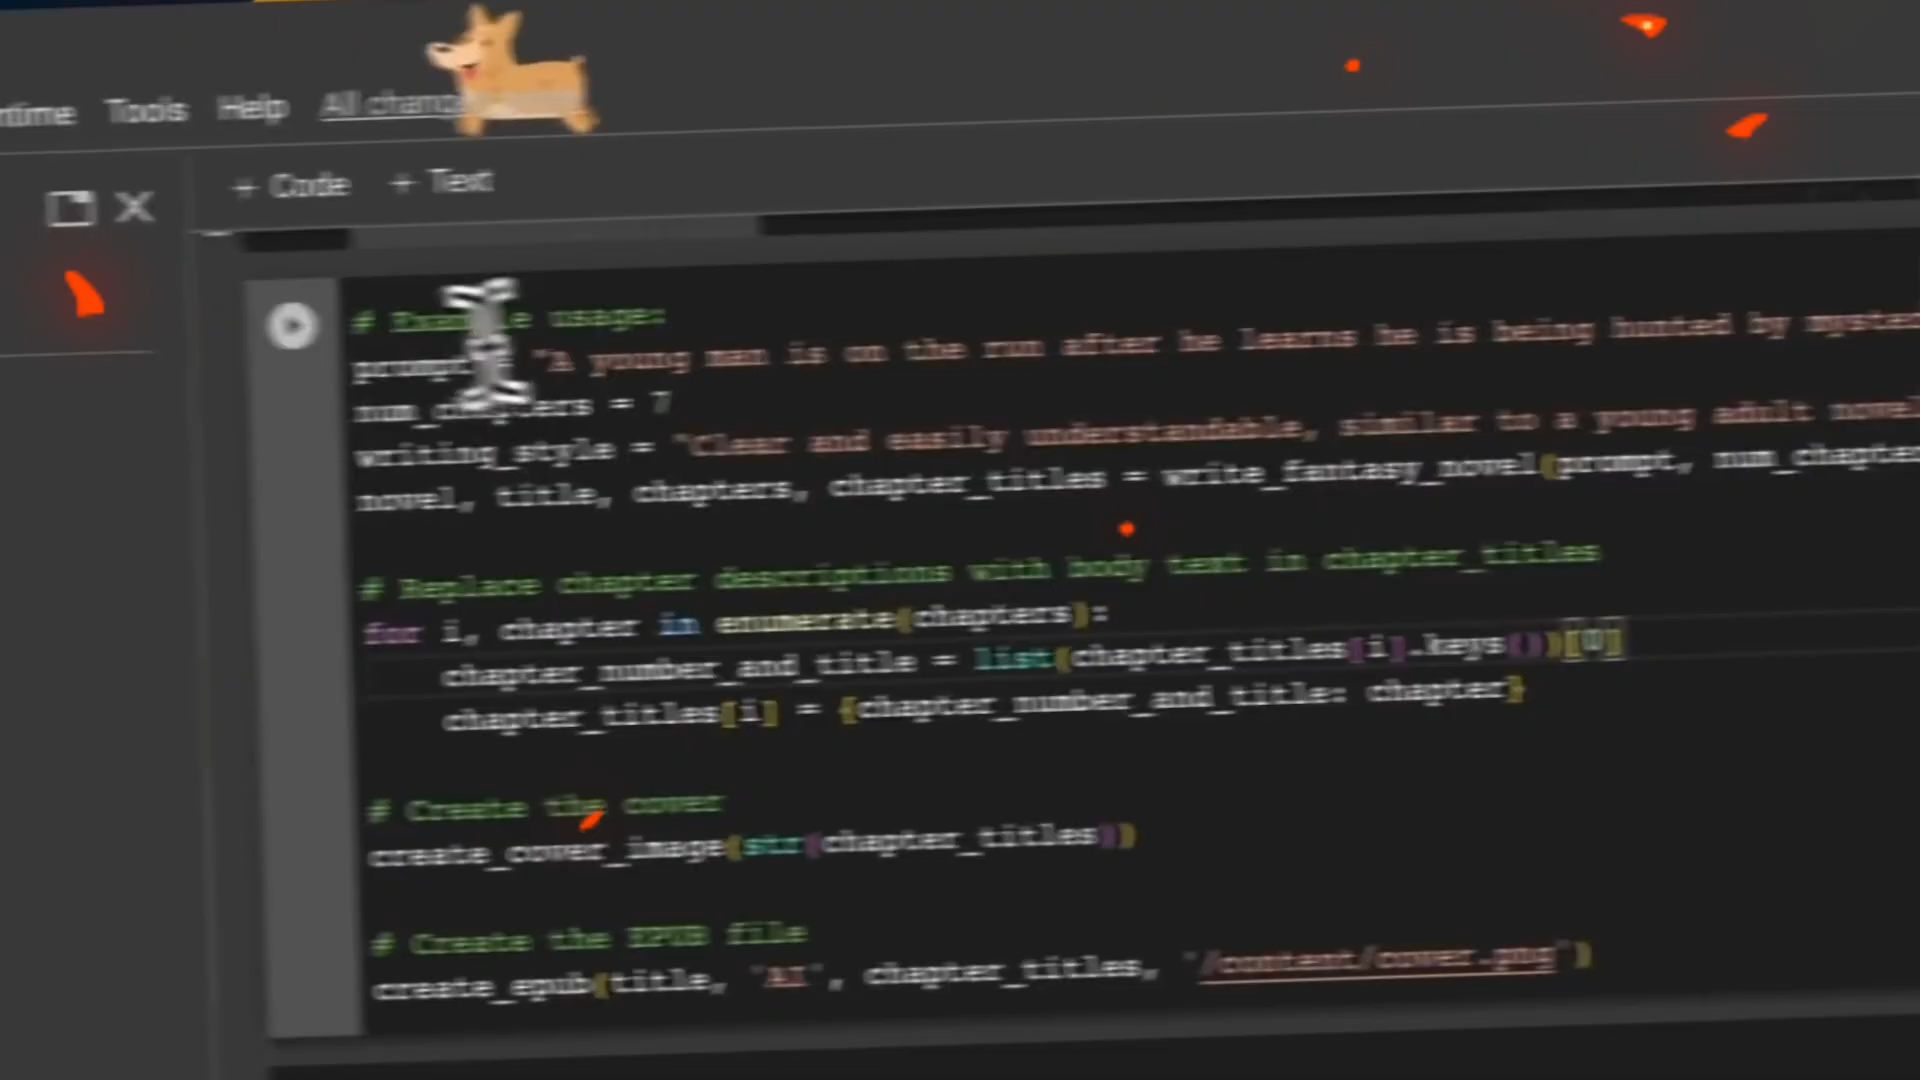 Tools Help All chang
+ Code + Text
# Example usage:
prompt "A young man is on the run after he learns he is being hunted by myste
num_chapters = 7
writing_style = "Clear and easily understandable, similar to a young adult novel
novel, title, chapters, chapter_titles = write_fantasy_novel(prompt, num_chapte
# Replace chapter descriptions with body text in chapter_titles
for i, chapter in enumerate(chapters):
chapter_number_and_title = list(chapter_titles[i].keys())[0]
chapter_titles[i] = {chapter_number_and_title: chapter}
# Create the cover
create_cover_image(str(chapter_titles))
# Create the EPUB file
create_epub(title, "AI", chapter_titles, "/content/cover.png")